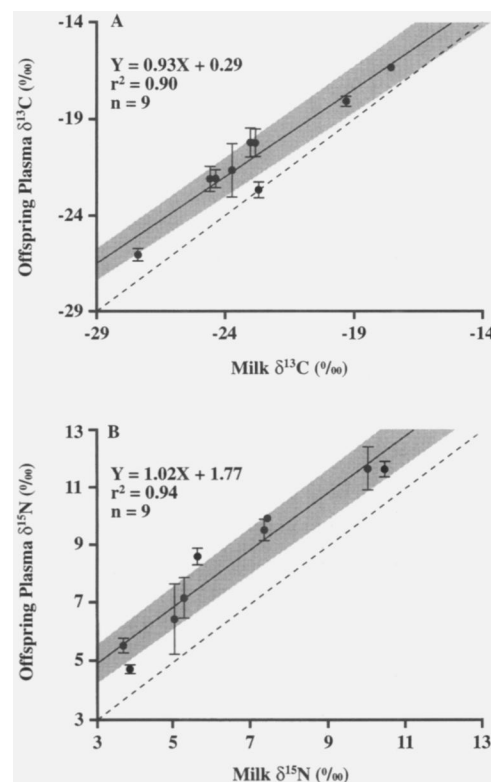 -14
A
Y = 0.93X + 0.29
r² = 0.90
n = 9
-19
-24
-29
Offspring Plasma δ¹³C (‰)
-29 -24 -19 -14
Milk δ¹³C (‰)
13
B
Y = 1.02X + 1.77
r² = 0.94
n = 9
11
9
7
5
3
Offspring Plasma δ¹⁵N (‰)
3 5 7 9 11 13
Milk δ¹⁵N (‰)